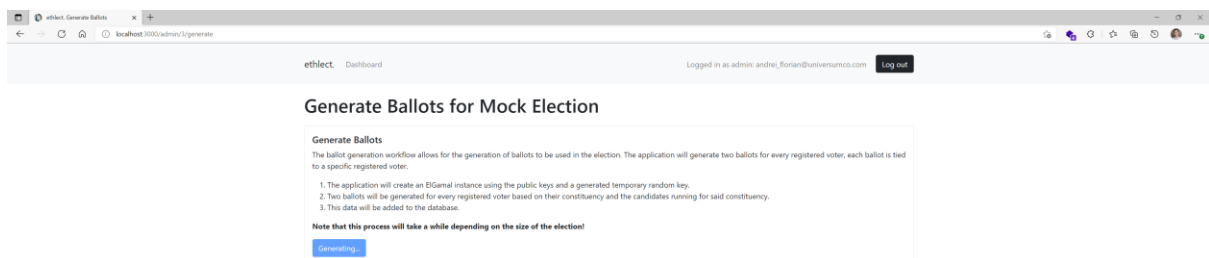 ethlect. Generate Ballots
localhost:3000/admin/3/generate
ethlect. Dashboard Logged in as admin: andrei_florian@universumco.com Log out
Generate Ballots for Mock Election
Generate Ballots
The ballot generation workflow allows for the generation of ballots to be used in the election. The application will generate two ballots for every registered voter, each ballot is tied
to a specific registered voter.
1. The application will create an ElGamal instance using the public keys and a generated temporary random key.
2. Two ballots will be generated for every registered voter based on their constituency and the candidates running for said constituency.
3. This data will be added to the database.
Note that this process will take a while depending on the size of the election!
Generating...